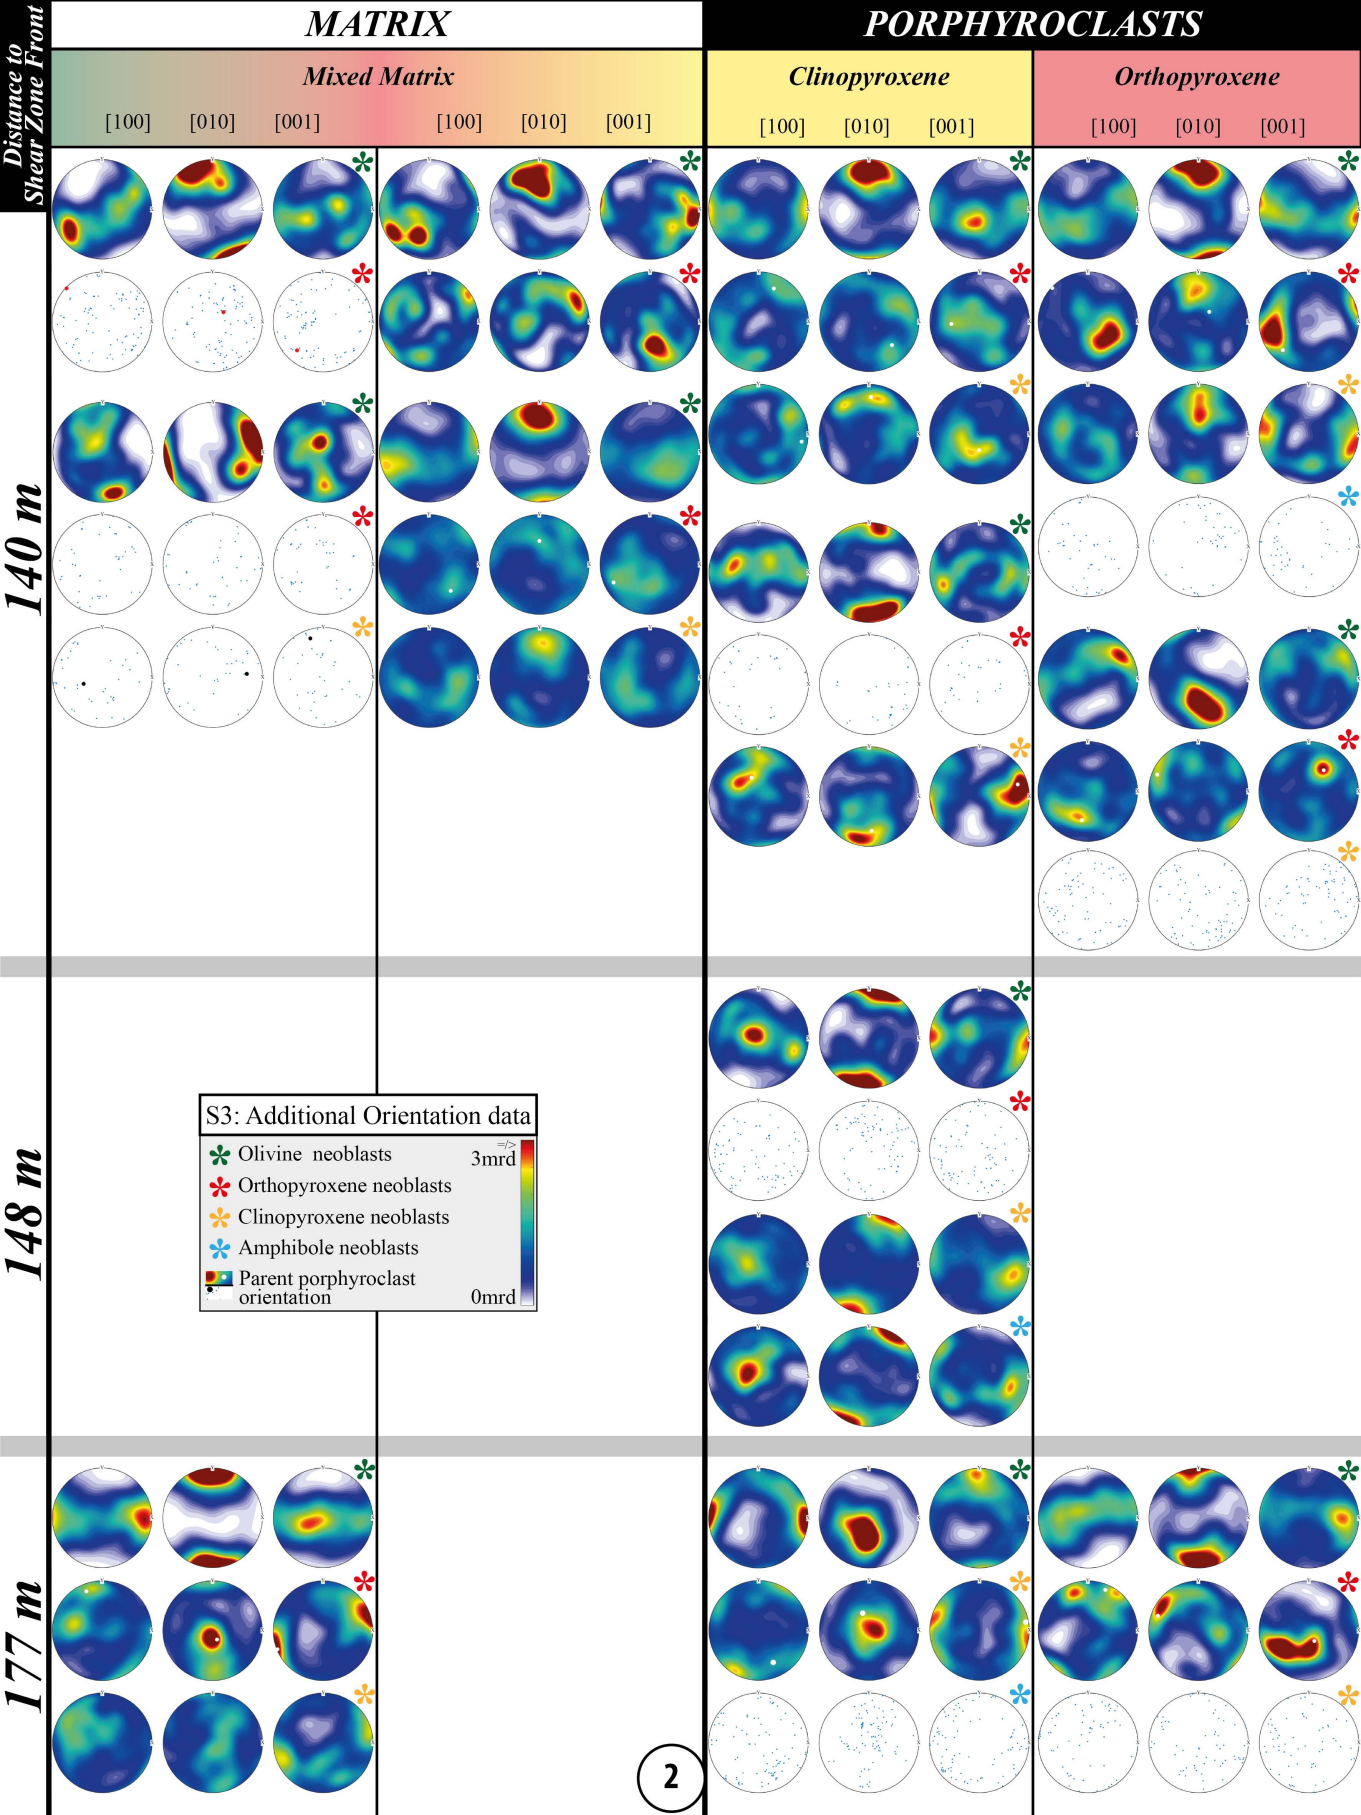 Distance to
Shear Zone Front
MATRIX
PORPHYROCLASTS
Mixed Matrix
Clinopyroxene
Orthopyroxene
[100] [010] [001] [100] [010] [001] [100] [010] [001] [100] [010] [001]
140 m
148 m
S3: Additional Orientation data
Olivine neoblasts
=/>
3mrd
Orthopyroxene neoblasts
Clinopyroxene neoblasts
Amphibole neoblasts
Parent porphyroclast
orientation
0mrd
177 m
2